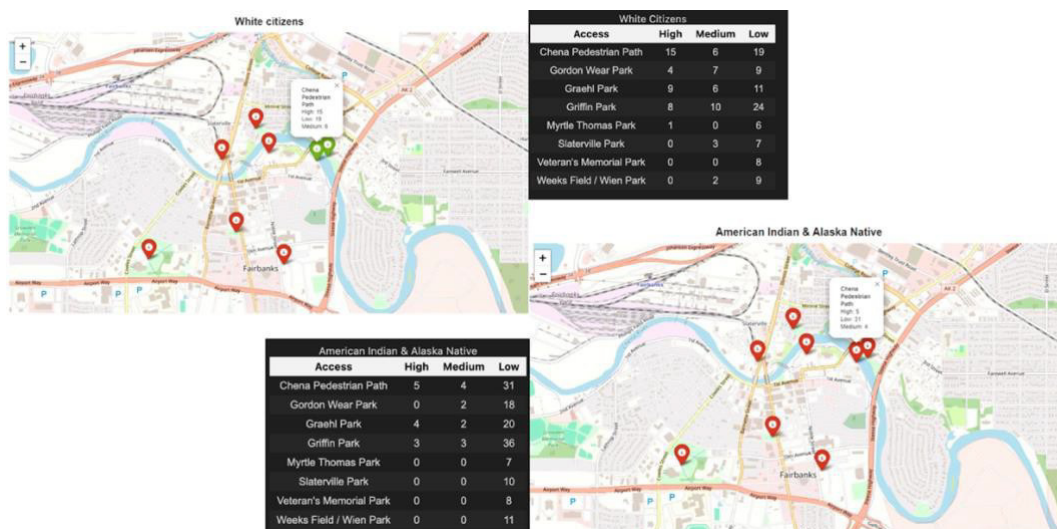 White citizens
+
−
Chena
Pedestrian
Path
High: 15
Low: 19
Medium: 6
Fairbanks
Airport Way
White Citizens
Access High Medium Low
Chena Pedestrian Path 15 6 19
Gordon Wear Park 4 7 9
Graehl Park 9 6 11
Griffin Park 8 10 24
Myrtle Thomas Park 1 0 6
Slaterville Park 0 3 7
Veteran's Memorial Park 0 0 8
Weeks Field / Wien Park 0 2 9
American Indian & Alaska Native
+
−
Chena
Pedestrian
Path
High: 5
Low: 31
Medium: 4
Fairbanks
Airport Way
American Indian & Alaska Native
Access High Medium Low
Chena Pedestrian Path 5 4 31
Gordon Wear Park 0 2 18
Graehl Park 4 2 20
Griffin Park 3 3 36
Myrtle Thomas Park 0 0 7
Slaterville Park 0 0 10
Veteran's Memorial Park 0 0 8
Weeks Field / Wien Park 0 0 11